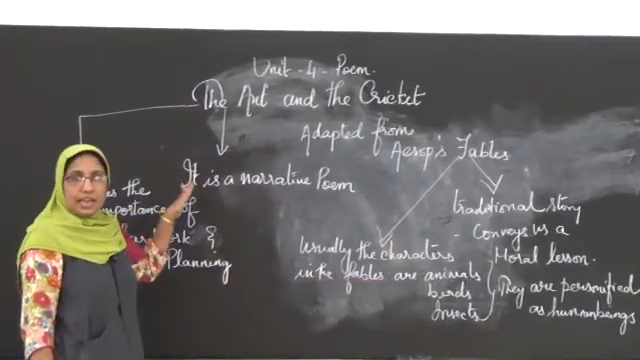 Unit - 4 - Poem.
The Ant and the Cricket
Adapted from
Aesop's Fables
It is a narrative Poem
the
importance of
&
Planning
traditional story
- Conveys us a
Moral lesson.
Usually the characters
in the fables are animals
birds
Insects
They are personified
as human beings